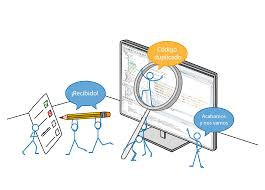 ¡Recibido!
Código
duplicado
Acabamos
y nos vamos